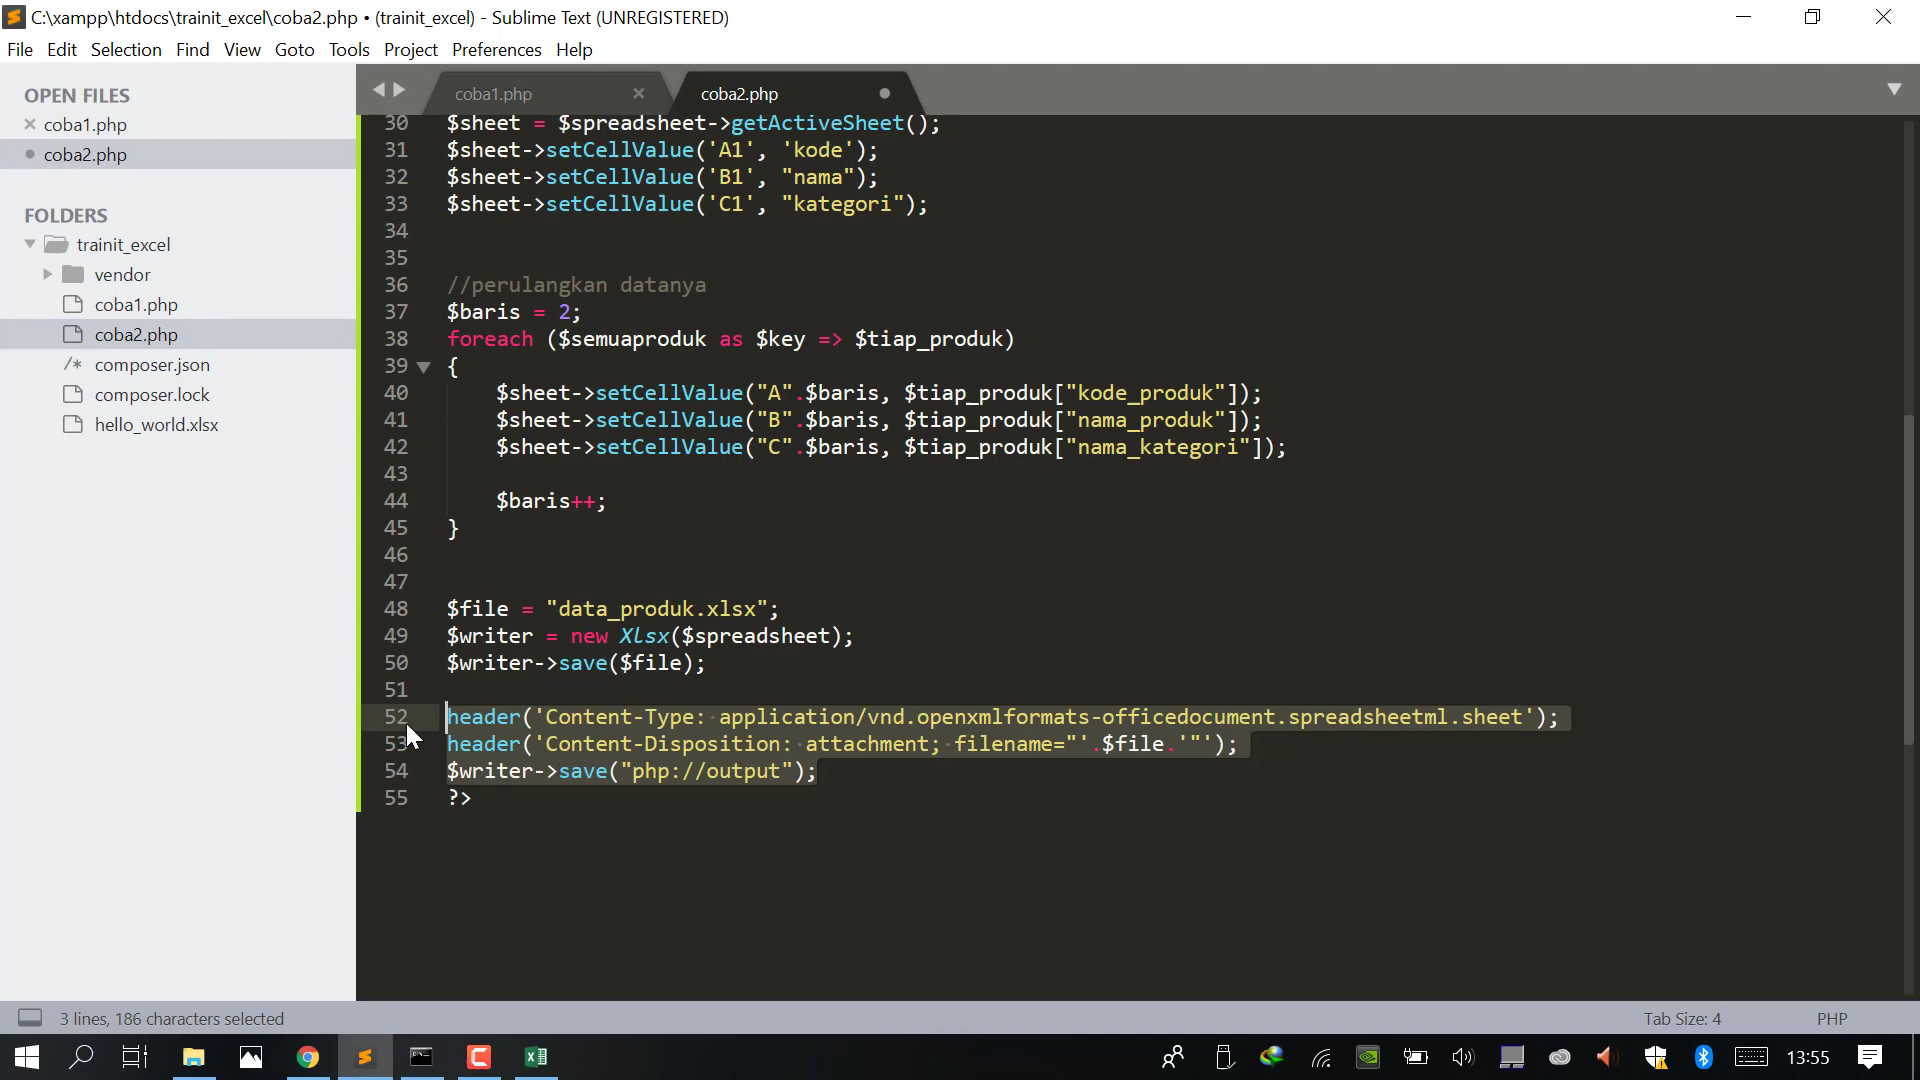 C:\xampp\htdocs\trainit_excel\coba2.php • (trainit_excel) - Sublime Text (UNREGISTERED)
File Edit Selection Find View Goto Tools Project Preferences Help
OPEN FILES
coba1.php
coba2.php
FOLDERS
trainit_excel
vendor
coba1.php
coba2.php
/* composer.json
composer.lock
hello_world.xlsx
coba1.php
coba2.php
30 $sheet = $spreadsheet->getActiveSheet();
31 $sheet->setCellValue('A1', 'kode');
32 $sheet->setCellValue('B1', "nama");
33 $sheet->setCellValue('C1', "kategori");
34
35
36 //perulangkan datanya
37 $baris = 2;
38 foreach ($semuaproduk as $key => $tiap_produk)
39 {
40 $sheet->setCellValue("A".$baris, $tiap_produk["kode_produk"]);
41 $sheet->setCellValue("B".$baris, $tiap_produk["nama_produk"]);
42 $sheet->setCellValue("C".$baris, $tiap_produk["nama_kategori"]);
43
44 $baris++;
45 }
46
47
48 $file = "data_produk.xlsx";
49 $writer = new Xlsx($spreadsheet);
50 $writer->save($file);
51
52 header('Content-Type: application/vnd.openxmlformats-officedocument.spreadsheetml.sheet');
53 header('Content-Disposition: attachment; filename="'.$file.'"');
54 $writer->save("php://output");
55 ?>
3 lines, 186 characters selected
Tab Size: 4
PHP
13:55